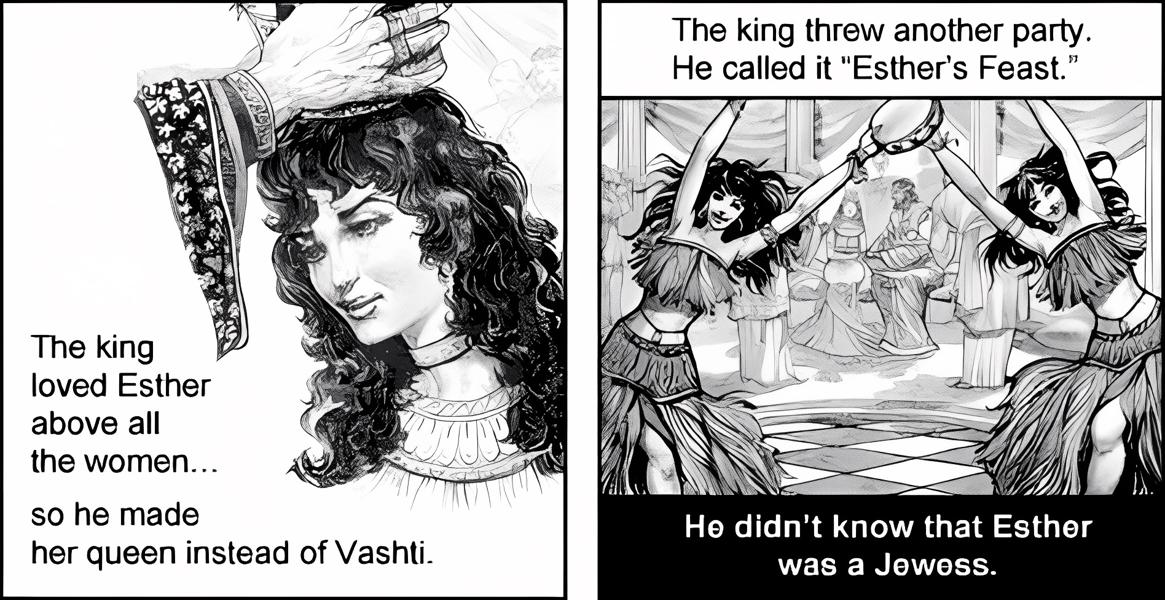 The king
loved Esther
above all
the women...
so he made
her queen instead of Vashti.
The king threw another party.
He called it "Esther's Feast."
He didn't know that Esther
was a Jewess.